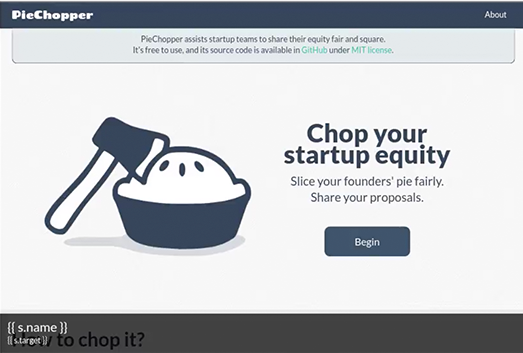 PieChopper
About
PieChopper assists startup teams to share their equity fair and square.
It's free to use, and its source code is available in GitHub under MIT license.
Chop your
startup equity
Slice your founders' pie fairly.
Share your proposals.
Begin
{{ s.name }}
{{ s.target }}
How to chop it?